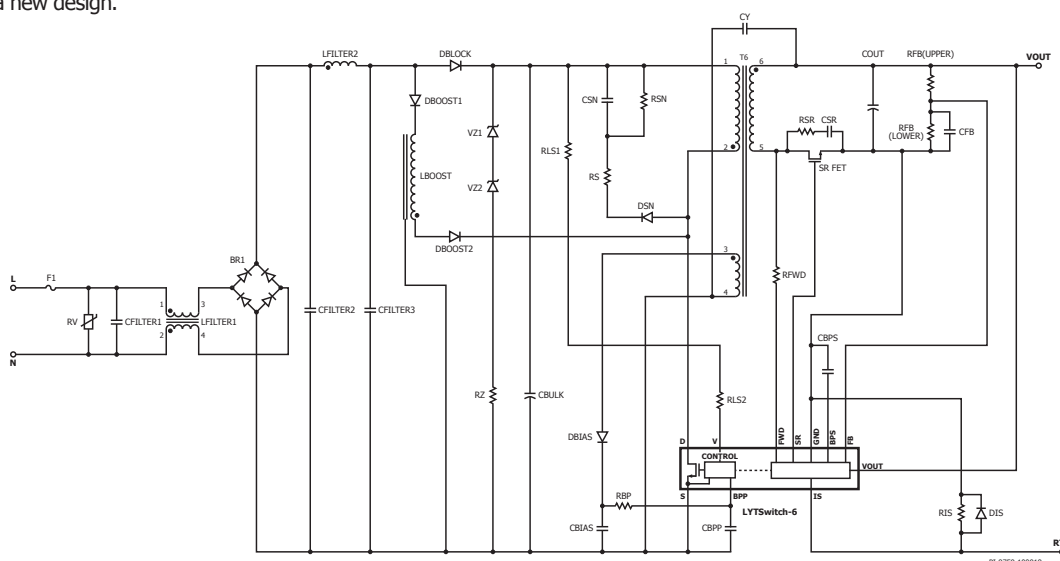 a new design.
CY
LFILTER2
DBLOCK
1
T6
6
COUT
RFB(UPPER)
VOUT
DBOOST1
CSN
RSN
VZ1
RSR
CSR
RFB
(LOWER)
CFB
RLS1
2
5
SR FET
LBOOST
VZ2
RS
DSN
DBOOST2
3
BR1
RFWD
L
F1
4
1
3
RV
CFILTER1
LFILTER1
CFILTER2
CFILTER3
2
4
N
CBPS
RZ
CBULK
RLS2
DBIAS
D
V
FWD
SR
GND
BPS
FB
CONTROL
VOUT
S
BPP
IS
LYTSwitch-6
RBP
RIS
DIS
CBIAS
CBPP